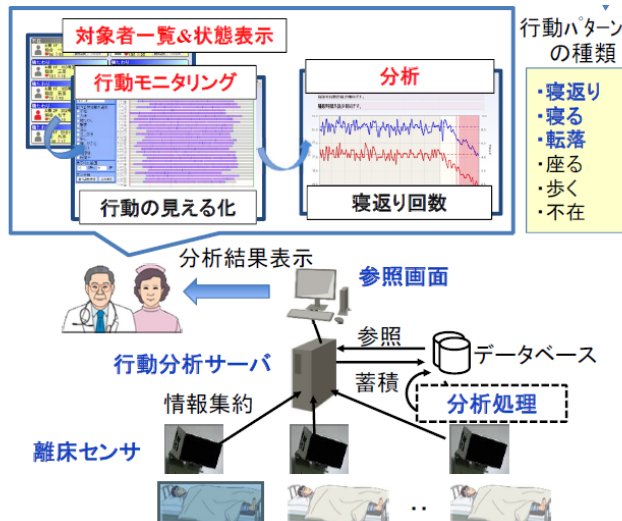 対象者一覧&状態表示
行動モニタリング
行動の見える化
分析
寝返り回数
行動パターン
の種類
・寝返り
・寝る
・転落
・座る
・歩く
・不在
分析結果表示
参照画面
行動分析サーバ
参照
データベース
蓄積
分析処理
情報集約
離床センサ
‥